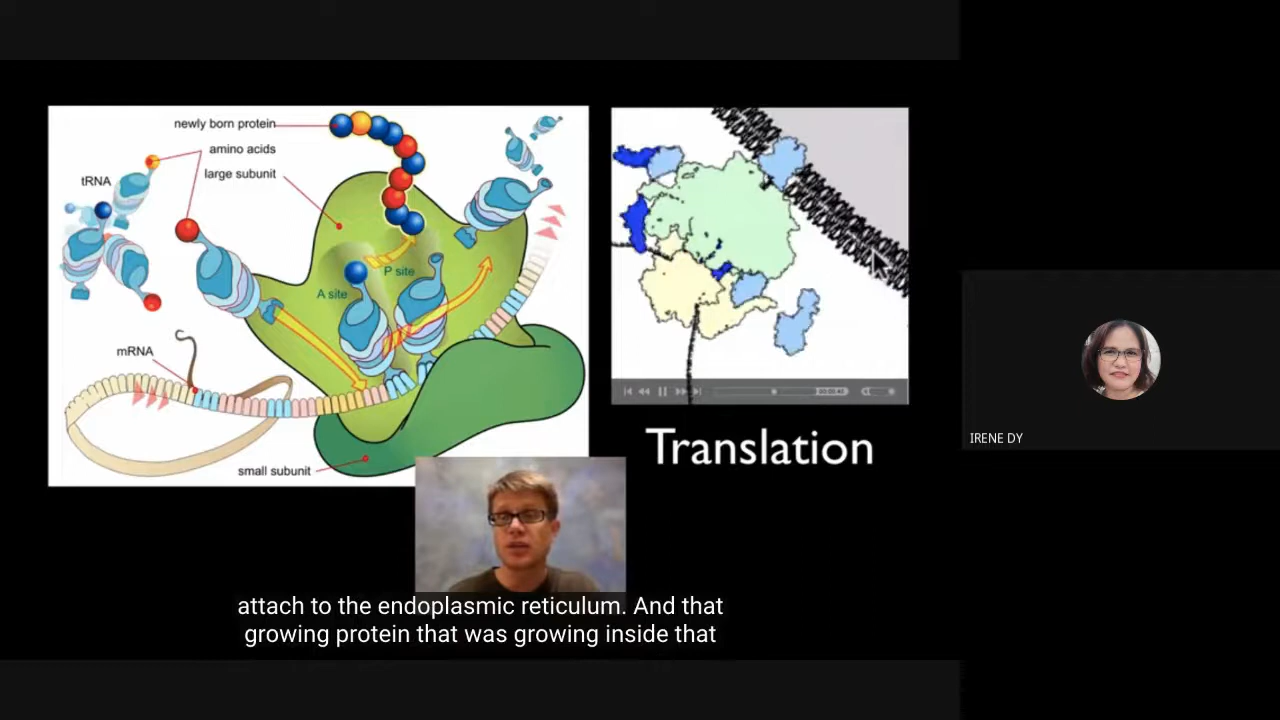 newly born protein
amino acids
large subunit
tRNA
P site
A site
mRNA
small subunit
Translation
IRENE DY
attach to the endoplasmic reticulum. And that
growing protein that was growing inside that